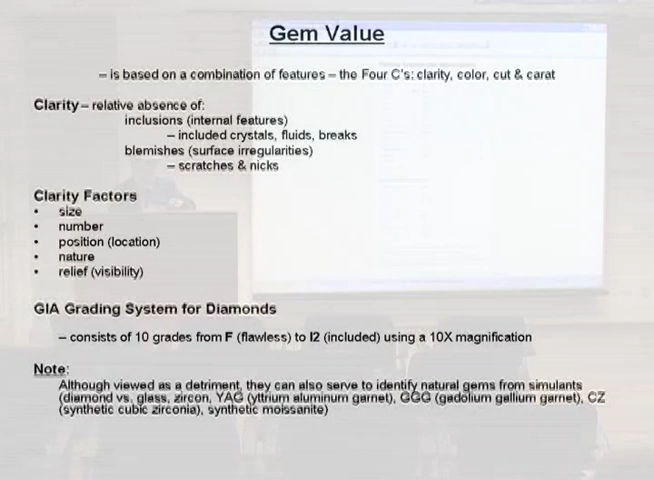 Gem Value
– is based on a combination of features – the Four C's: clarity, color, cut & carat
Clarity – relative absence of:
inclusions (internal features)
– included crystals, fluids, breaks
blemishes (surface irregularities)
– scratches & nicks
Clarity Factors
• size
• number
• position (location)
• nature
• relief (visibility)
GIA Grading System for Diamonds
– consists of 10 grades from F (flawless) to I2 (included) using a 10X magnification
Note:
Although viewed as a detriment, they can also serve to identify natural gems from simulants
(diamond vs. glass, zircon, YAG (yttrium aluminum garnet), GGG (gadolium gallium garnet), CZ
(synthetic cubic zirconia), synthetic moissanite)